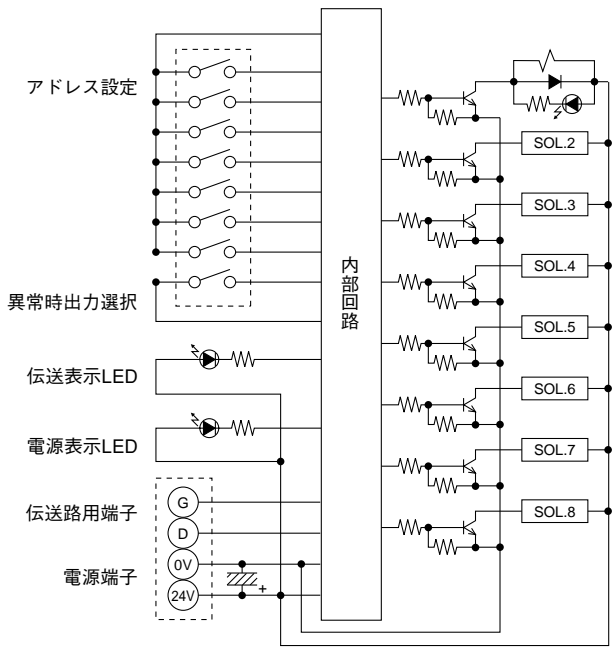 アドレス設定
異常時出力選択
伝送表示LED
電源表示LED
伝送路用端子
電源端子
G
D
0V
24V
+
内部回路
SOL.2
SOL.3
SOL.4
SOL.5
SOL.6
SOL.7
SOL.8